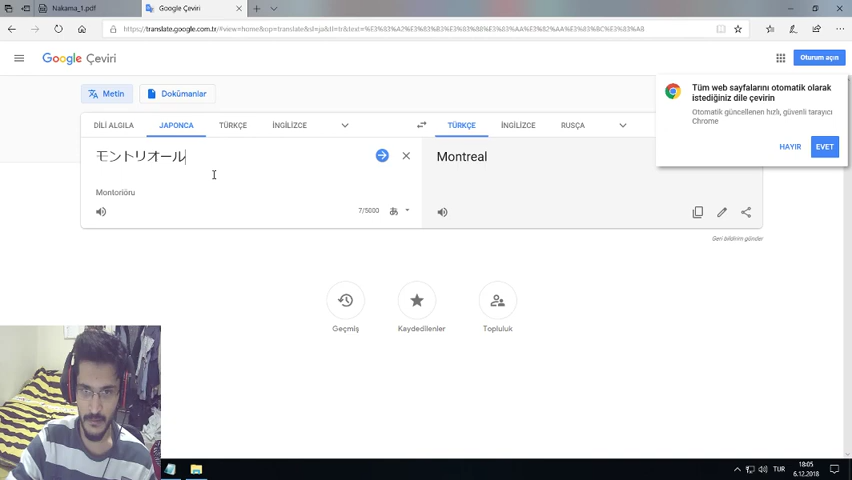 Nakama_1.pdf
Google Çeviri
https://translate.google.com.tr/#view=home&op=translate&sl=ja&tl=tr&text=%E3%83%A2%E3%83%B3%E3%83%88%E3%83%AA%E3%82%AA%E3%83%BC%E3%83%AB
Google Çeviri
Oturum açın
Tüm web sayfalarını otomatik olarak
istediğiniz dile çevirin
Otomatik güncellenen hızlı, güvenli tarayıcı
Chrome
HAYIR
EVET
Metin
Dokümanlar
DİLİ ALGILA
JAPONCA
TÜRKÇE
İNGİLİZCE
TÜRKÇE
İNGİLİZCE
RUSÇA
モントリオール
Montreal
Montoriōru
7/5000
あ
Geri bildirim gönder
Geçmiş
Kaydedilenler
Topluluk
TUR
18:05
6.12.2018